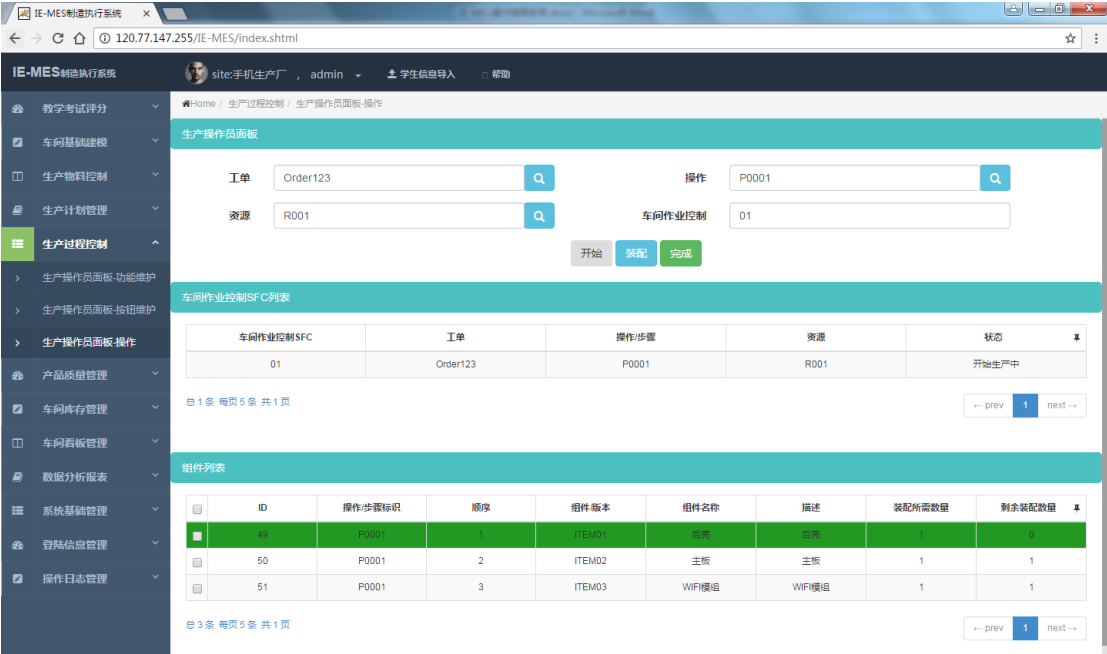 IE-MES制造执行系统
120.77.147.255/IE-MES/index.shtml
IE-MES制造执行系统
site:手机生产厂 , admin
学生信息导入
帮助
教学考试评分
车间基础建模
生产物料控制
生产计划管理
生产过程控制
生产操作员面板-功能维护
生产操作员面板-按钮维护
生产操作员面板-操作
产品质量管理
车间库存管理
车间看板管理
数据分析报表
系统基础管理
登陆信息管理
操作日志管理
Home / 生产过程控制 / 生产操作员面板-操作
生产操作员面板
工单 Order123 操作 P0001
资源 R001 车间作业控制 01
开始 装配 完成
车间作业控制SFC列表
车间作业控制SFC 工单 操作/步骤 资源 状态
01 Order123 P0001 R001 开始生产中
总1条 每页5条 共1页
← prev 1 next →
组件列表
ID 操作/步骤标识 顺序 组件/版本 组件名称 描述 装配所需数量 剩余装配数量
49 P0001 1 ITEM01 后壳 后壳 1 0
50 P0001 2 ITEM02 主板 主板 1 1
51 P0001 3 ITEM03 WIFI模组 WIFI模组 1 1
总3条 每页5条 共1页
← prev 1 next →